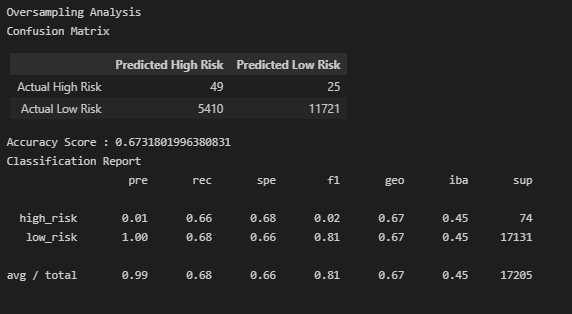 Oversampling Analysis
Confusion Matrix
Predicted High Risk Predicted Low Risk
Actual High Risk 49 25
Actual Low Risk 5410 11721
Accuracy Score : 0.6731801996380831
Classification Report
pre rec spe f1 geo iba sup
high_risk 0.01 0.66 0.68 0.02 0.67 0.45 74
low_risk 1.00 0.68 0.66 0.81 0.67 0.45 17131
avg / total 0.99 0.68 0.66 0.81 0.67 0.45 17205